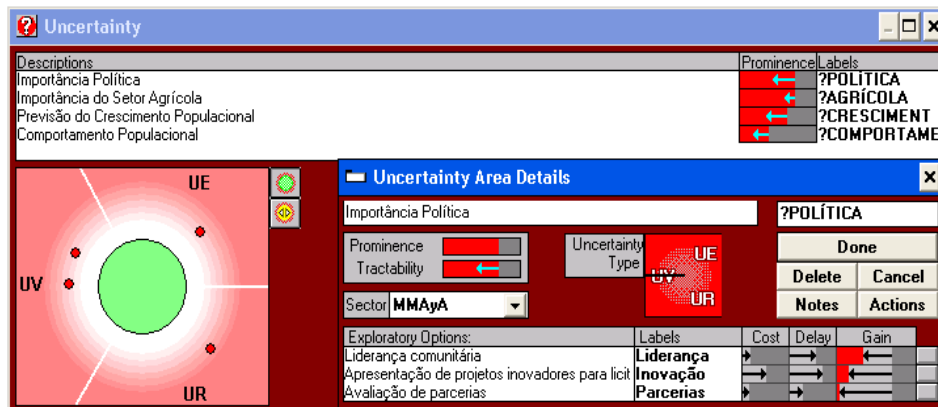 Uncertainty
Descriptions Prominence Labels
Importância Política ?POLÍTICA
Importância do Setor Agrícola ?AGRÍCOLA
Previsão do Crescimento Populacional ?CRESCIMENT
Comportamento Populacional ?COMPORTAME
UE
UV
UR
Uncertainty Area Details
Importância Política ?POLÍTICA
Prominence
Tractability
Uncertainty Type
UE
UV
UR
Done
Delete Cancel
Notes Actions
Sector MMAyA
Exploratory Options: Labels Cost Delay Gain
Liderança comunitária Liderança
Apresentação de projetos inovadores para licit Inovação
Avaliação de parcerias Parcerias